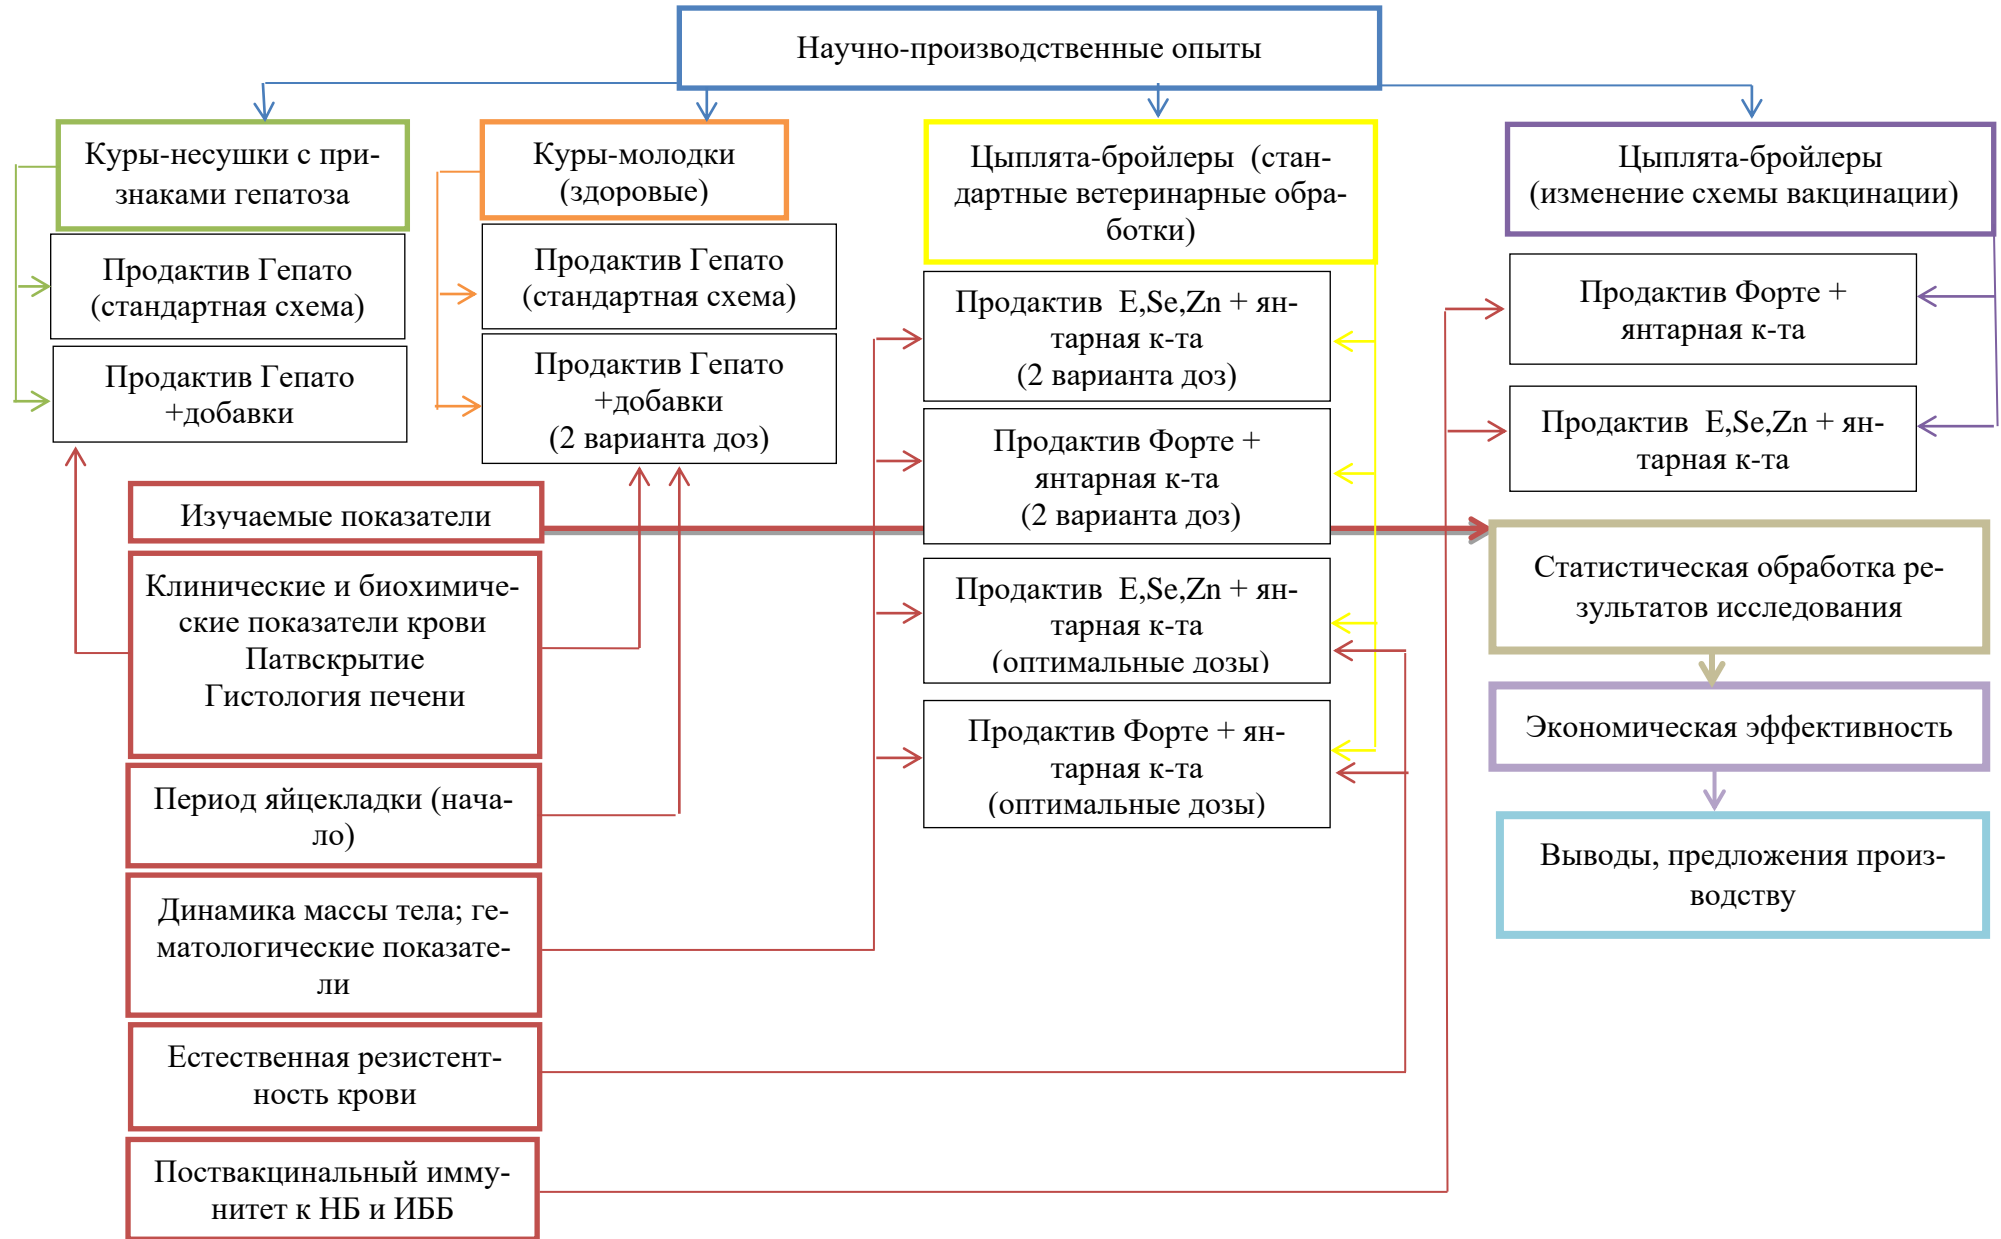 Научно-производственные опыты
Куры-несушки с при-
знаками гепатоза
Продактив Гепато
(стандартная схема)
Продактив Гепато
+добавки
Куры-молодки
(здоровые)
Продактив Гепато
(стандартная схема)
Продактив Гепато
+добавки
(2 варианта доз)
Цыплята-бройлеры (стан-
дартные ветеринарные обра-
ботки)
Продактив E,Se,Zn + ян-
тарная к-та
(2 варианта доз)
Продактив Форте +
янтарная к-та
(2 варианта доз)
Продактив E,Se,Zn + ян-
тарная к-та
(оптимальные дозы)
Продактив Форте + ян-
тарная к-та
(оптимальные дозы)
Цыплята-бройлеры
(изменение схемы вакцинации)
Продактив Форте +
янтарная к-та
Продактив E,Se,Zn + ян-
тарная к-та
Изучаемые показатели
Клинические и биохимиче-
ские показатели крови
Патвскрытие
Гистология печени
Период яйцекладки (нача-
ло)
Динамика массы тела; ге-
матологические показате-
ли
Естественная резистент-
ность крови
Поствакцинальный имму-
нитет к НБ и ИББ
Статистическая обработка ре-
зультатов исследования
Экономическая эффективность
Выводы, предложения произ-
водству